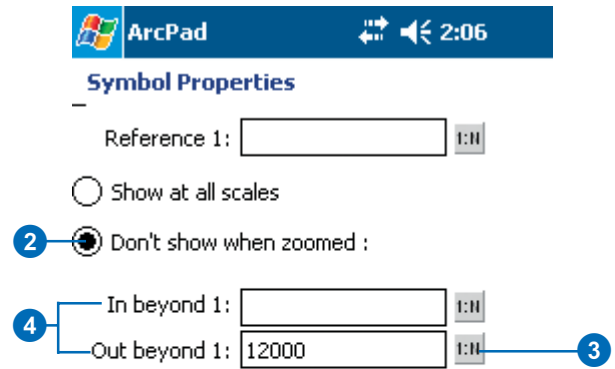 ArcPad 2:06
Symbol Properties
Reference 1: 1:N
Show at all scales
2 Don't show when zoomed :
4 In beyond 1: 1:N
Out beyond 1: 12000 1:N 3